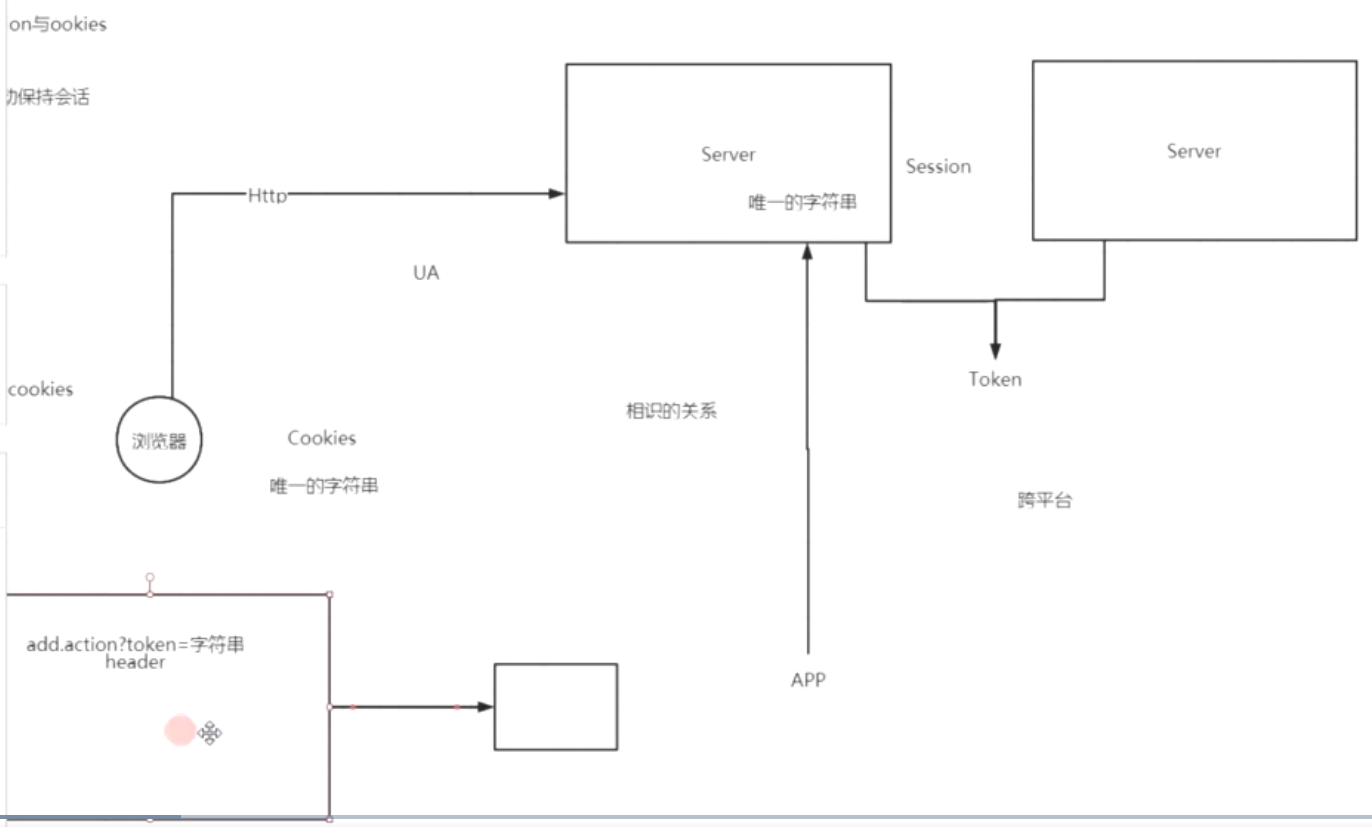 on与ookies
动保持会话
Server
Session
Server
Http
唯一的字符串
UA
Token
cookies
相识的关系
浏览器
Cookies
唯一的字符串
跨平台
add.action?token=字符串
header
APP